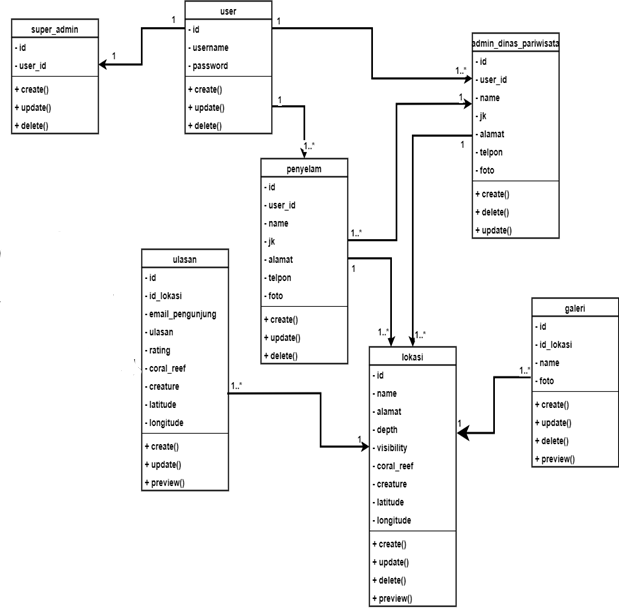 super_admin
- id
- user_id
+ create()
+ update()
+ delete()
1
1
user
- id
- username
- password
+ create()
+ update()
+ delete()
1
1..*
1
1..*
admin_dinas_pariwisata
- id
- user_id
- name
- jk
- alamat
- telpon
- foto
+ create()
+ delete()
+ update()
1
1
penyelam
- id
- user_id
- name
- jk
- alamat
- telpon
- foto
+ create()
+ update()
+ delete()
1..*
1
1..*
1..*
ulasan
- id
- id_lokasi
- email_pengunjung
- ulasan
- rating
- coral_reef
- creature
- latitude
- longitude
+ create()
+ update()
+ preview()
1..*
1
lokasi
- id
- name
- alamat
- depth
- visibility
- coral_reef
- creature
- latitude
- longitude
+ create()
+ update()
+ delete()
+ preview()
1
1..*
galeri
- id
- id_lokasi
- name
- foto
+ create()
+ update()
+ delete()
+ preview()